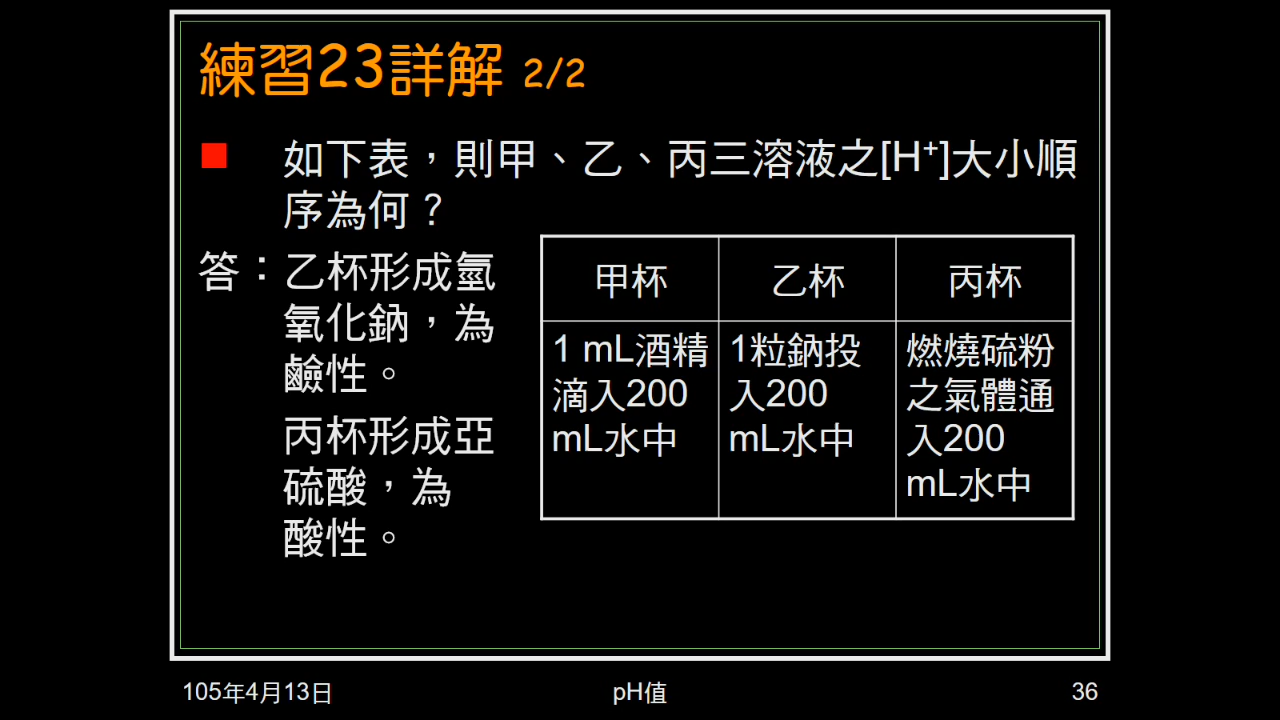 練習23詳解 2/2
■ 如下表，則甲、乙、丙三溶液之[H⁺]大小順
序為何？
答：乙杯形成氫
氧化鈉，為
鹼性。
丙杯形成亞
硫酸，為
酸性。
甲杯 乙杯 丙杯
1 mL酒精
滴入200
mL水中
1粒鈉投
入200
mL水中
燃燒硫粉
之氣體通
入200
mL水中
105年4月13日 pH值 36